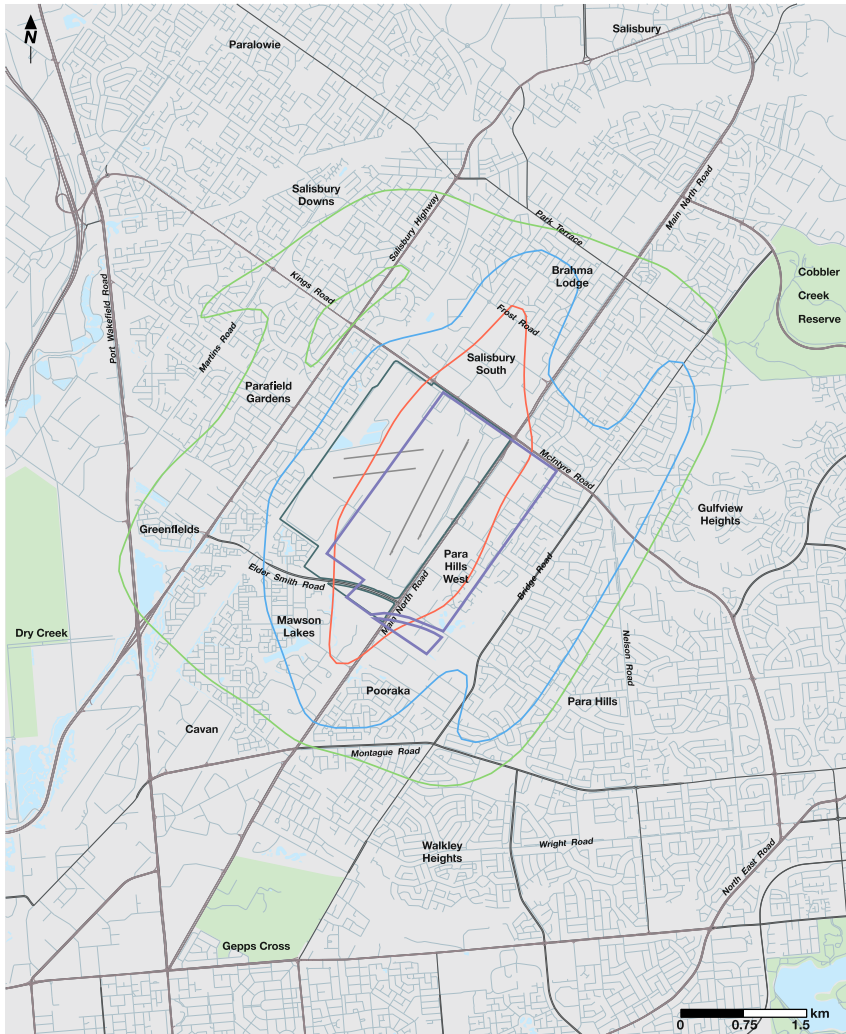 N
Paralowie
Salisbury
Salisbury
Downs
Salisbury Highway
Park Terrace
Main North Road
Brahma
Lodge
Cobbler
Creek
Reserve
Kings Road
Port Wakefield Road
Martins Road
Frost Road
Salisbury
South
Parafield
Gardens
McIntyre Road
Gulfview
Heights
Greenfields
Elder Smith Road
Para
Hills
West
Bridge Road
Main North Road
Mawson
Lakes
Dry Creek
Nelson Road
Pooraka
Para Hills
Cavan
Montague Road
Walkley
Heights
Wright Road
North East Road
Gepps Cross
km
0 0.75 1.5